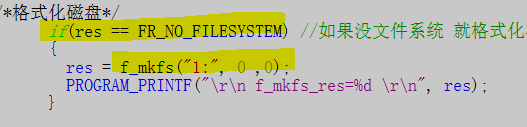 /*格式化磁盘*/
if(res == FR_NO_FILESYSTEM) //如果没文件系统 就格式化
{
res = f_mkfs("1:", 0 ,0);
PROGRAM_PRINTF("\r\n f_mkfs_res=%d \r\n", res);
}